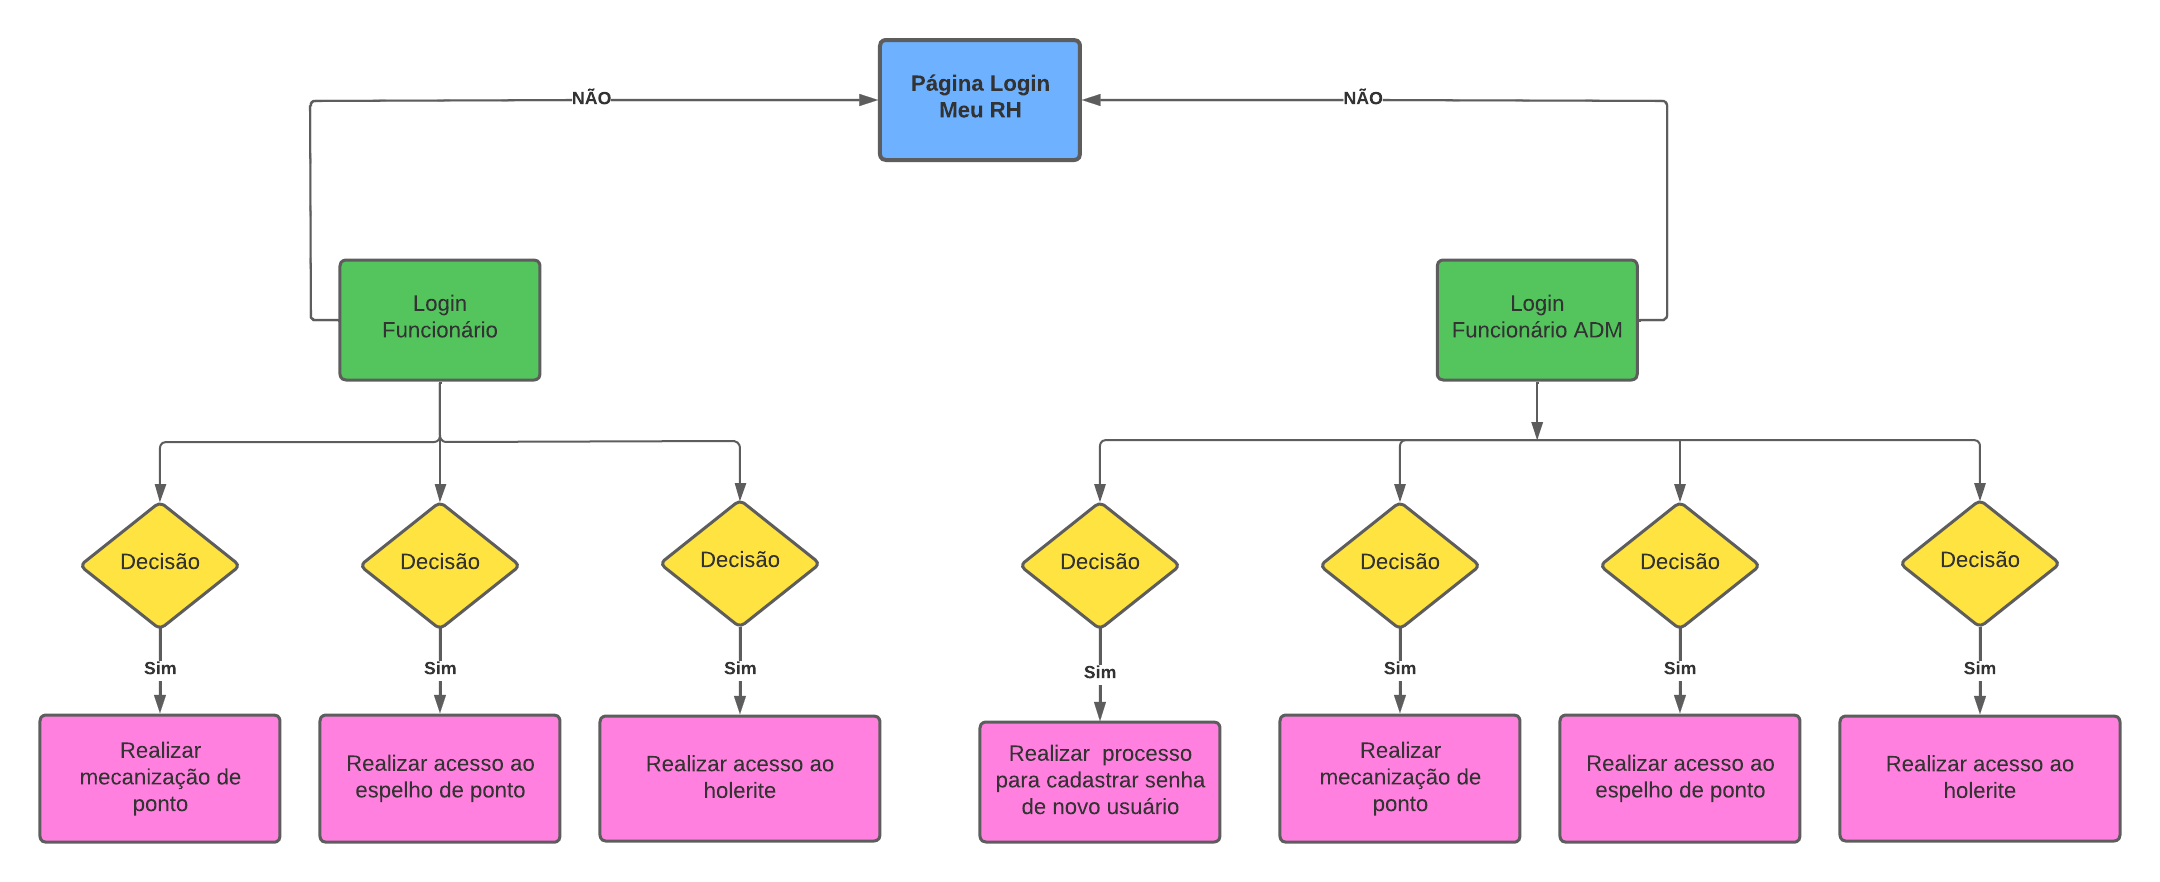 Página Login
Meu RH
NÃO
NÃO
Login
Funcionário
Login
Funcionário ADM
Decisão
Decisão
Decisão
Decisão
Decisão
Decisão
Decisão
Sim
Sim
Sim
Sim
Sim
Sim
Sim
Realizar
mecanização de
ponto
Realizar acesso ao
espelho de ponto
Realizar acesso ao
holerite
Realizar  processo
para cadastrar senha
de novo usuário
Realizar
mecanização de
ponto
Realizar acesso ao
espelho de ponto
Realizar acesso ao
holerite